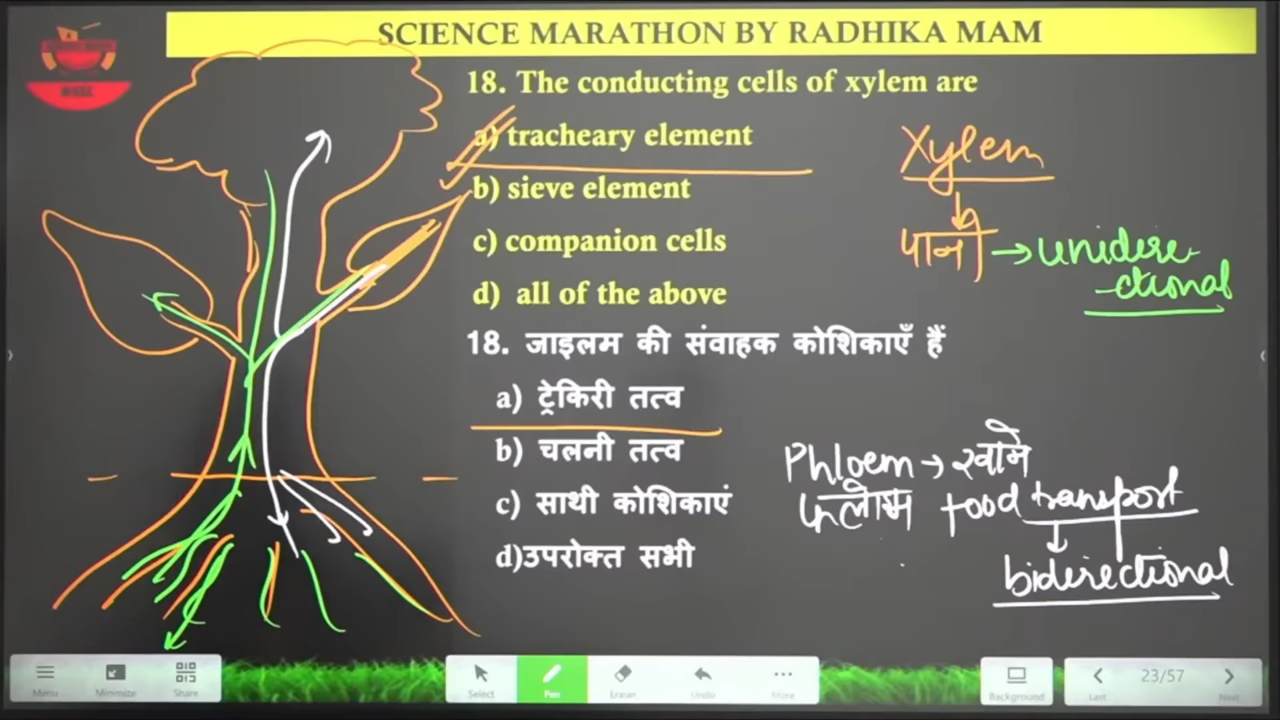 SCIENCE MARATHON BY RADHIKA MAM
18. The conducting cells of xylem are
a) tracheary element
b) sieve element
c) companion cells
d) all of the above
Xylem
पानी → unidire-
ctional
18. जाइलम की संवाहक कोशिकाएँ हैं
a) ट्रेकिरी तत्व
b) चलनी तत्व
c) साथी कोशिकाएं
d)उपरोक्त सभी
Phloem →
food transport
bidirectional
Menu
Minimize
Share
Select
Pen
Eraser
Undo
More
Background
Last
23/57
Next